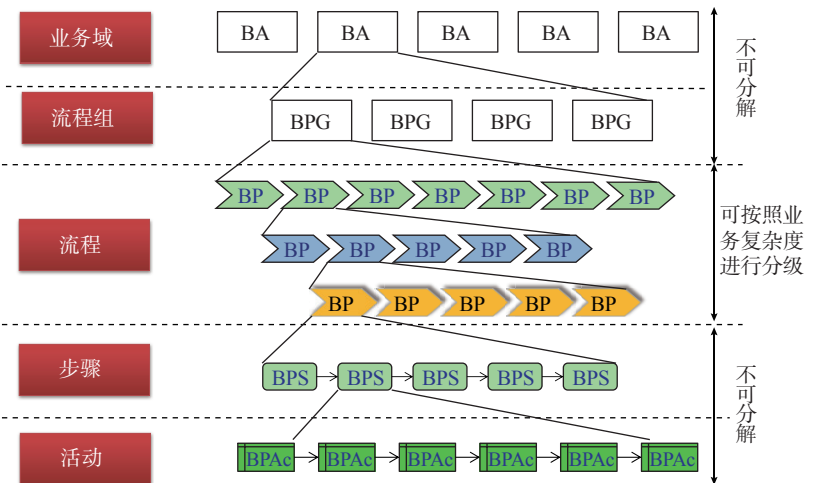 业务域
BA BA BA BA BA
流程组
BPG BPG BPG BPG
不可分解
流程
BP BP BP BP BP BP BP
BP BP BP BP BP
BP BP BP BP BP
可按照业
务复杂度
进行分级
步骤
BPS BPS BPS BPS BPS
活动
BPAc BPAc BPAc BPAc BPAc BPAc
不可分解